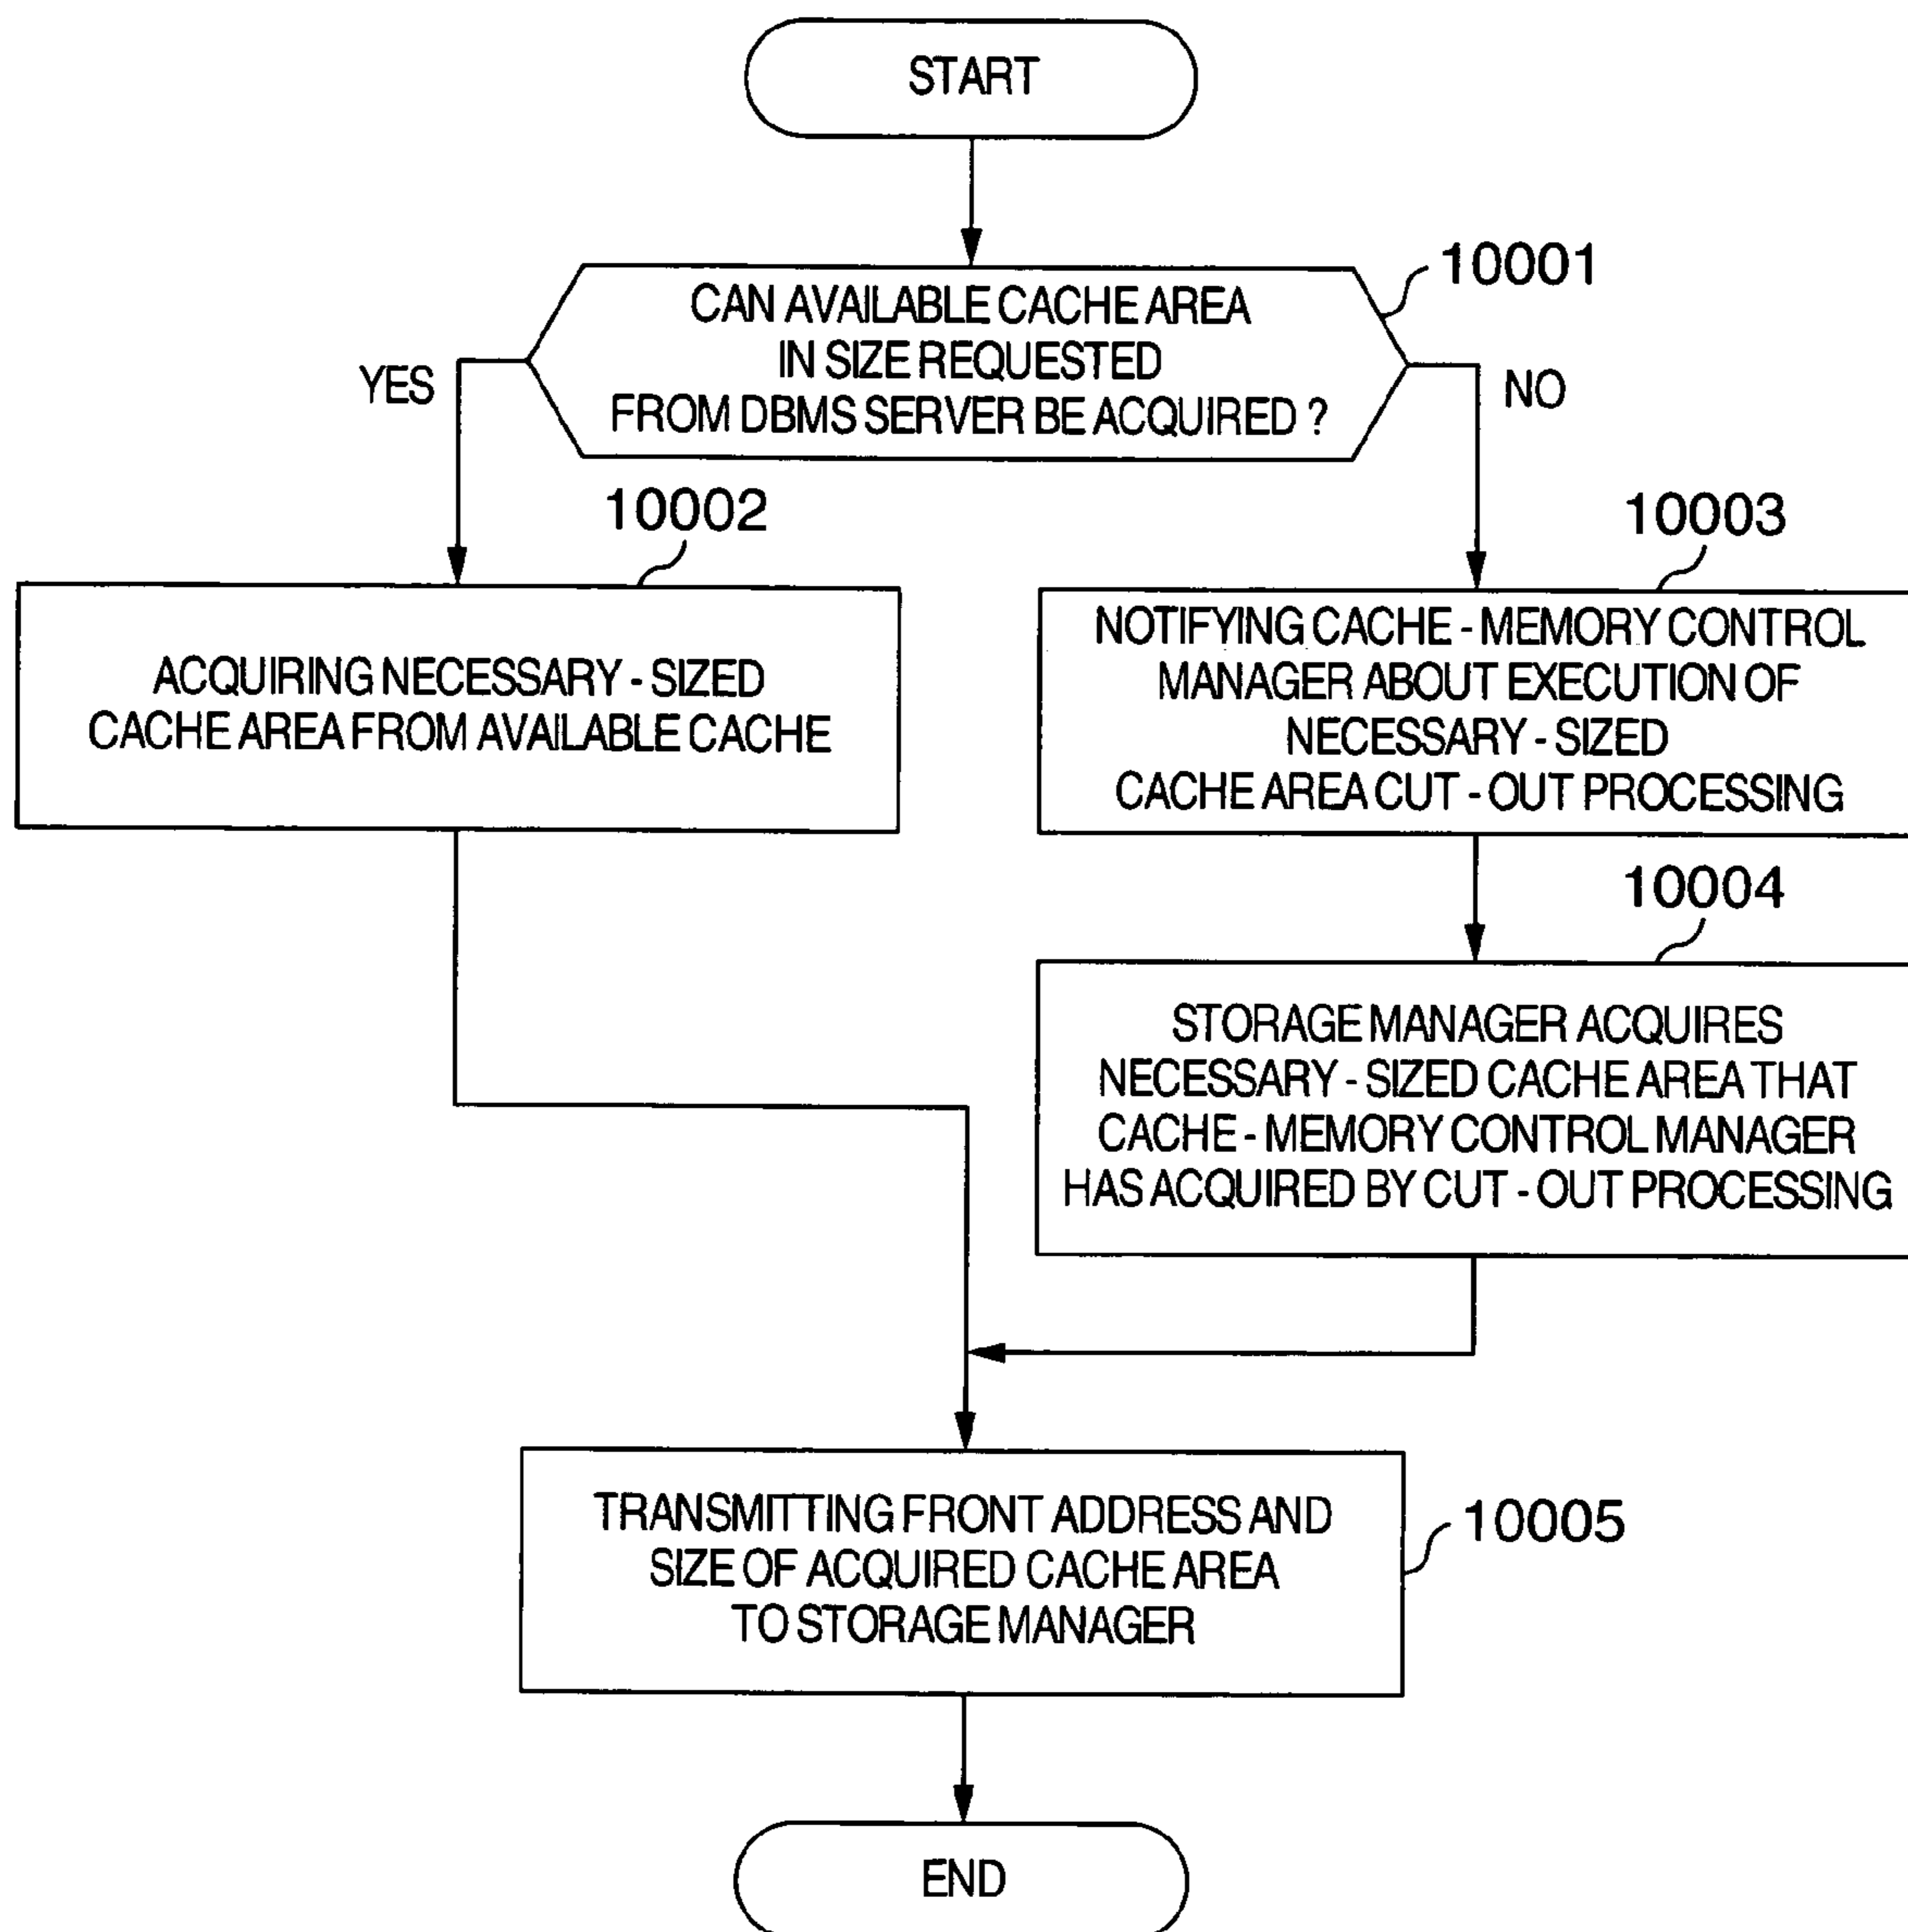 START
10001
CAN AVAILABLE CACHE AREA
IN SIZE REQUESTED
FROM DBMS SERVER BE ACQUIRED ?
YES
NO
10002
ACQUIRING NECESSARY - SIZED
CACHE AREA FROM AVAILABLE CACHE
10003
NOTIFYING CACHE - MEMORY CONTROL
MANAGER ABOUT EXECUTION OF
NECESSARY - SIZED
CACHE AREA CUT - OUT PROCESSING
10004
STORAGE MANAGER ACQUIRES
NECESSARY - SIZED CACHE AREA THAT
CACHE - MEMORY CONTROL MANAGER
HAS ACQUIRED BY CUT - OUT PROCESSING
TRANSMITTING FRONT ADDRESS AND
SIZE OF ACQUIRED CACHE AREA
TO STORAGE MANAGER
10005
END